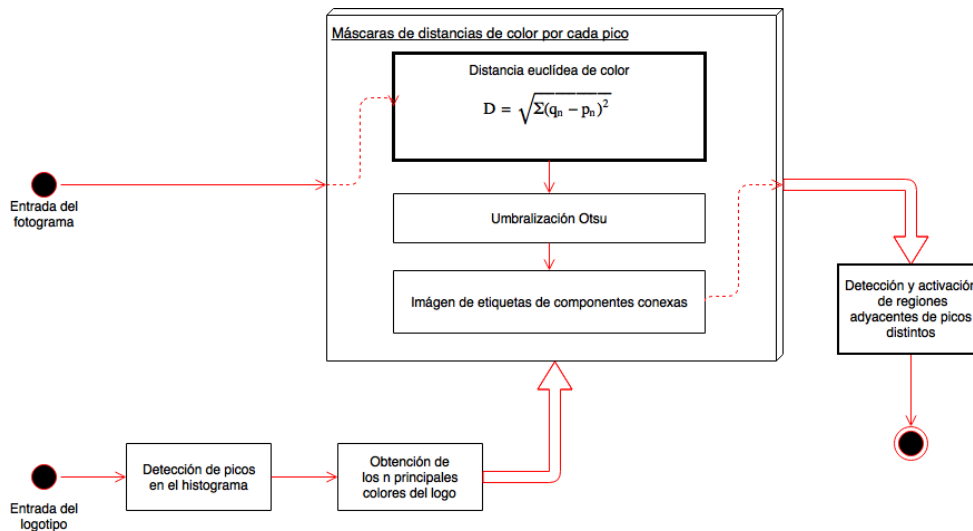 Máscaras de distancias de color por cada pico
Distancia euclídea de color
D = √Σ(qₙ − pₙ)²
Entrada del
fotograma
Umbralización Otsu
Imágen de etiquetas de componentes conexas
Detección y activación
de regiones
adyacentes de picos
distintos
Detección de picos
en el histograma
Obtención de
los n principales
colores del logo
Entrada del
logotipo